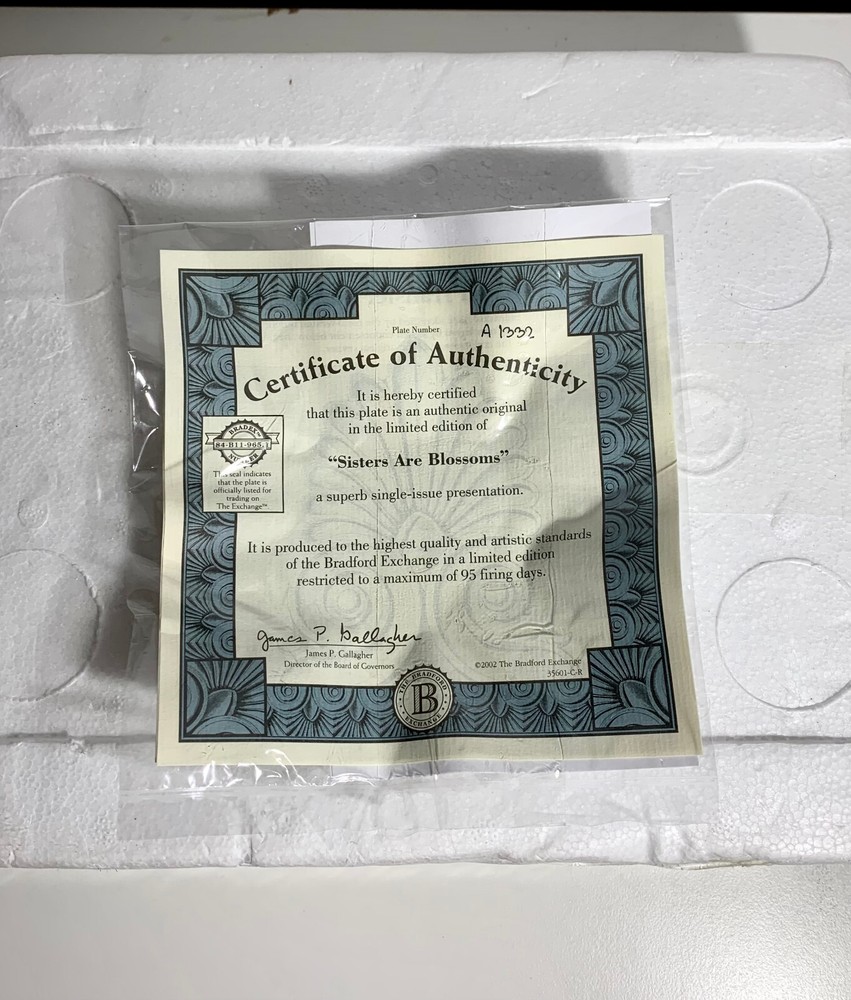 Plate Number A 1332
Certificate of Authenticity
It is hereby certified
that this plate is an authentic original
in the limited edition of
“Sisters Are Blossoms”
a superb single-issue presentation.
BRADEX™
84-B11-965.1
NUMBER
This seal indicates
that the plate is
officially listed for
trading on
The Exchange™
It is produced to the highest quality and artistic standards
of the Bradford Exchange in a limited edition
restricted to a maximum of 95 firing days.
James P. Gallagher
James P. Gallagher
Director of the Board of Governors
©2002 The Bradford Exchange
35601-C-R
THE BRADFORD
B
EXCHANGE